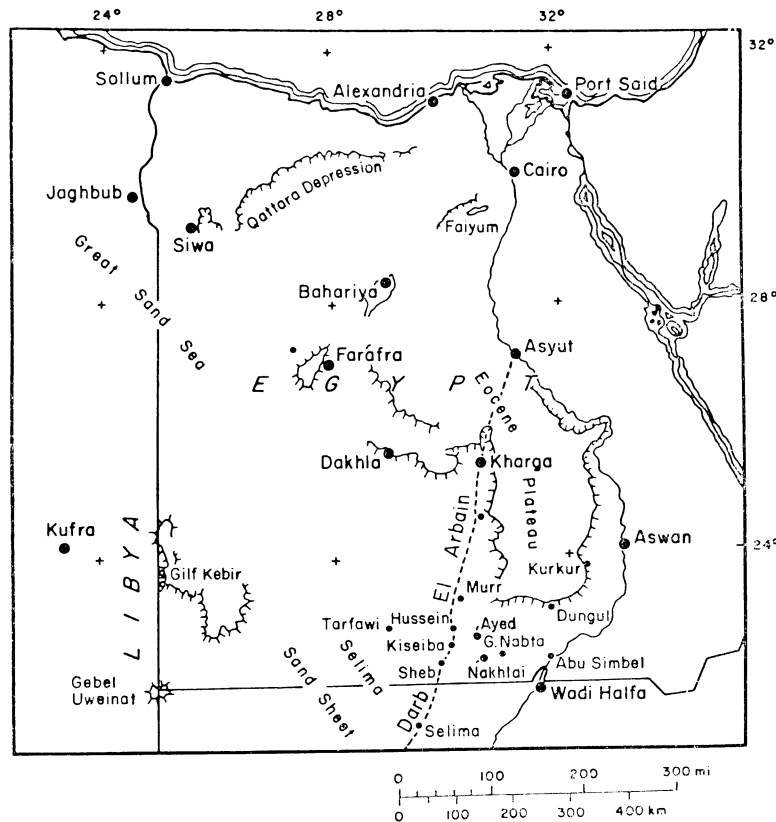 24° 28° 32°
32°
Sollum
Alexandria
Port Said
Cairo
Jaghbub
Qattara Depression
Siwa
Faiyum
Great Sand Sea
28°
Bahariya
Asyut
Faráfra
E G Y P T
Eocene
Plateau
Dakhla
Kharga
LIBYA
Kufra
Aswan
24°
Gilf Kebir
Kurkur
Darb El Arbain
Murr
Dungul
Tarfawi
Hussein
Ayed
Kiseiba
G. Nabta
Sheb
Nakhlai
Abu Simbel
Selima
Sand Sheet
Gebel
Uweinat
Wadi Halfa
Selima
0 100 200 300 mi
0 100 200 300 400 km